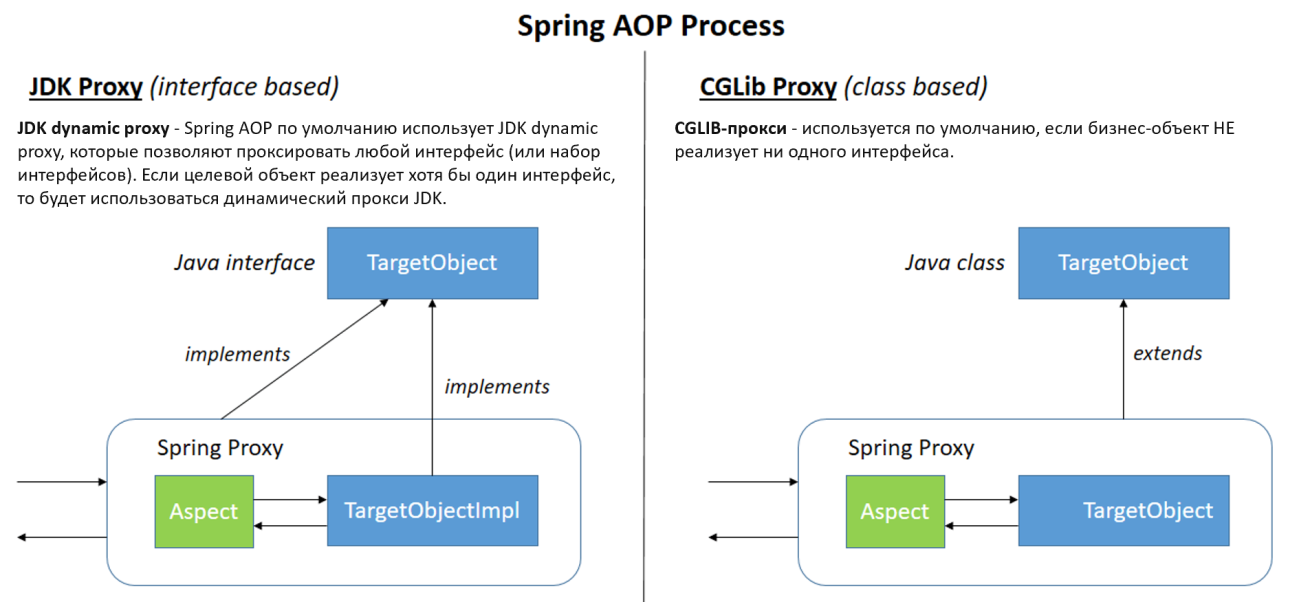 Spring AOP Process
JDK Proxy (interface based)
JDK dynamic proxy - Spring AOP по умолчанию использует JDK dynamic
proxy, которые позволяют проксировать любой интерфейс (или набор
интерфейсов). Если целевой объект реализует хотя бы один интерфейс,
то будет использоваться динамический прокси JDK.
Java interface
TargetObject
implements
implements
Spring Proxy
Aspect
TargetObjectImpl
CGLib Proxy (class based)
CGLIB-прокси - используется по умолчанию, если бизнес-объект НЕ
реализует ни одного интерфейса.
Java class
TargetObject
extends
Spring Proxy
Aspect
TargetObject